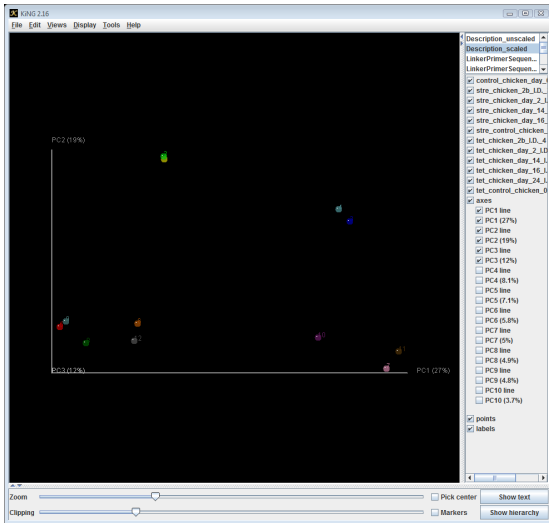 KiNG 2.16
File Edit Views Display Tools Help
Description_unscaled
Description_scaled
LinkerPrimerSequen...
LinkerPrimerSequen...
control_chicken_day_
stre_chicken_2b_I.D._
stre_chicken_day_2_I.
stre_chicken_day_14_
stre_chicken_day_16_
stre_control_chicken_
tet_chicken_2b_I.D._4
tet_chicken_day_2_I.D
tet_chicken_day_14_I.
tet_chicken_day_16_I.
tet_chicken_day_24_I.
tet_control_chicken_0
axes
PC1 line
PC1 (27%)
PC2 line
PC2 (19%)
PC3 line
PC3 (12%)
PC4 line
PC4 (8.1%)
PC5 line
PC5 (7.1%)
PC6 line
PC6 (5.8%)
PC7 line
PC7 (5%)
PC8 line
PC8 (4.9%)
PC9 line
PC9 (4.8%)
PC10 line
PC10 (3.7%)
points
labels
PC2 (19%)
PC3 (12%)
PC1 (27%)
Zoom
Pick center
Show text
Clipping
Markers
Show hierarchy